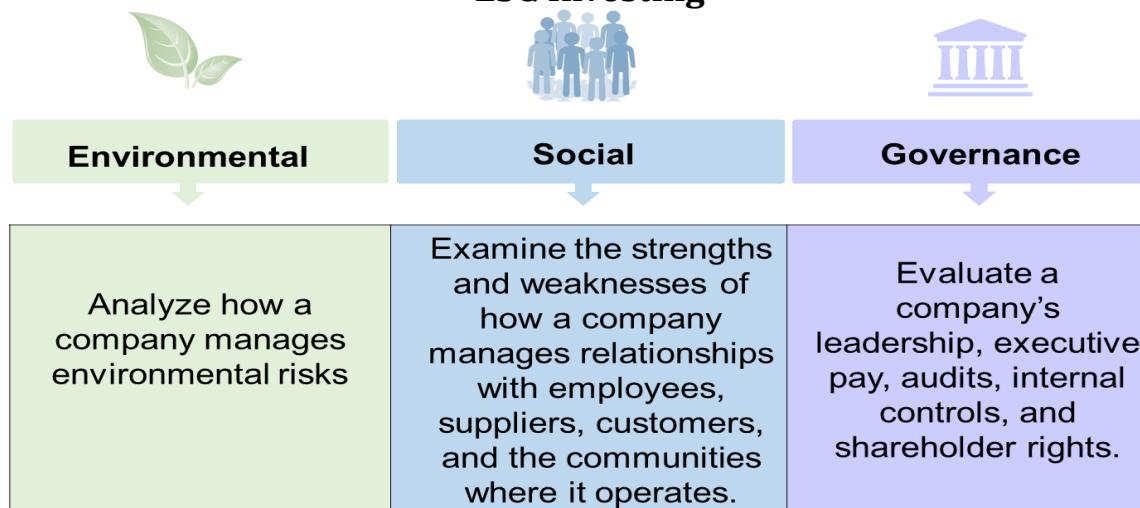 ESG Investing
Environmental
Social
Governance
Analyze how a
company manages
environmental risks
Examine the strengths
and weaknesses of
how a company
manages relationships
with employees,
suppliers, customers,
and the communities
where it operates.
Evaluate a
company’s
leadership, executive
pay, audits, internal
controls, and
shareholder rights.